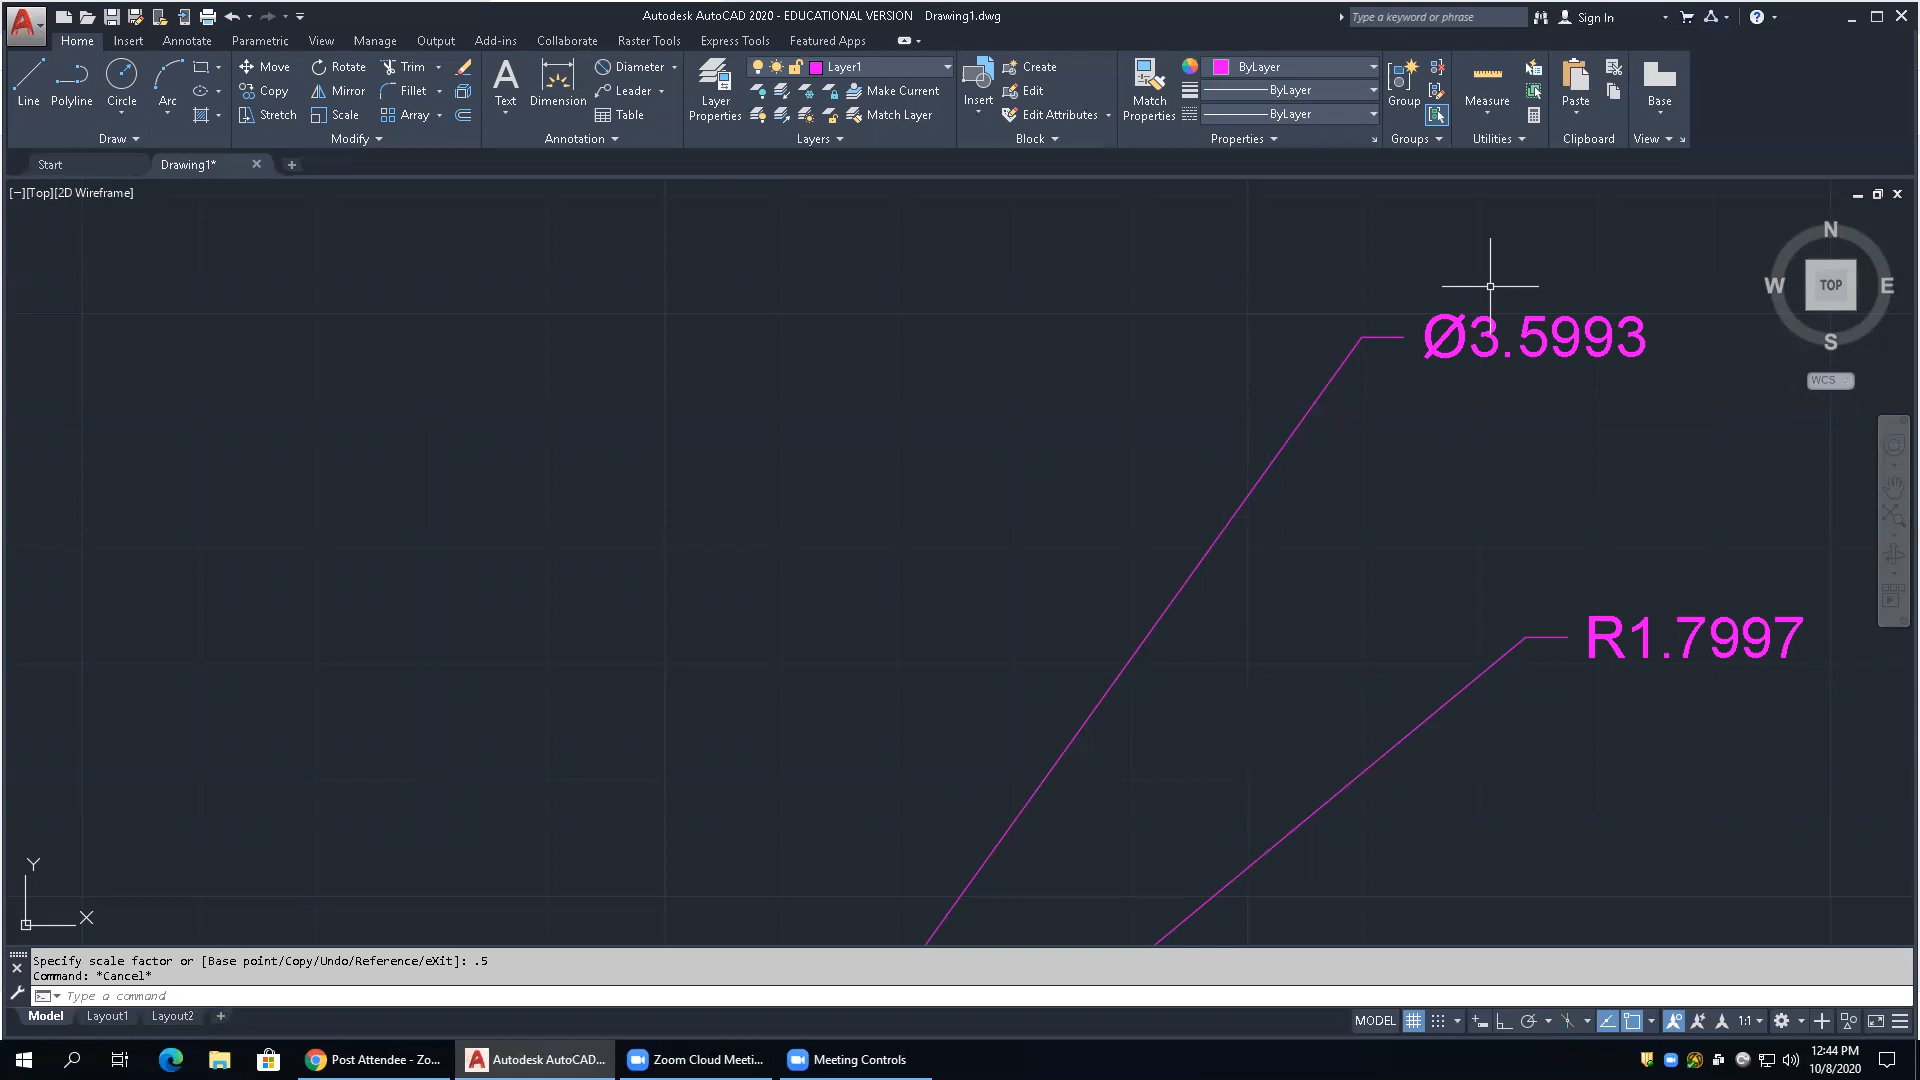 Autodesk AutoCAD 2020 - EDUCATIONAL VERSION Drawing1.dwg
Type a keyword or phrase
Sign In
Home Insert Annotate Parametric View Manage Output Add-ins Collaborate Raster Tools Express Tools Featured Apps
Line Polyline Circle Arc
Move Rotate Trim
Copy Mirror Fillet
Stretch Scale Array
Text Dimension
Diameter
Leader
Table
Layer Properties
Layer1
Make Current
Match Layer
Insert
Create
Edit
Edit Attributes
Match Properties
ByLayer
ByLayer
ByLayer
Group
Measure
Paste
Base
Draw Modify Annotation Layers Block Properties Groups Utilities Clipboard View
Start Drawing1*
[−][Top][2D Wireframe]
N
W TOP E
S
WCS
Ø3.5993
R1.7997
Y
X
Specify scale factor or [Base point/Copy/Undo/Reference/eXit]: .5
Command: *Cancel*
Type a command
Model Layout1 Layout2
MODEL 1:1
Post Attendee - Zo...
Autodesk AutoCAD...
Zoom Cloud Meeti...
Meeting Controls
12:44 PM
10/8/2020